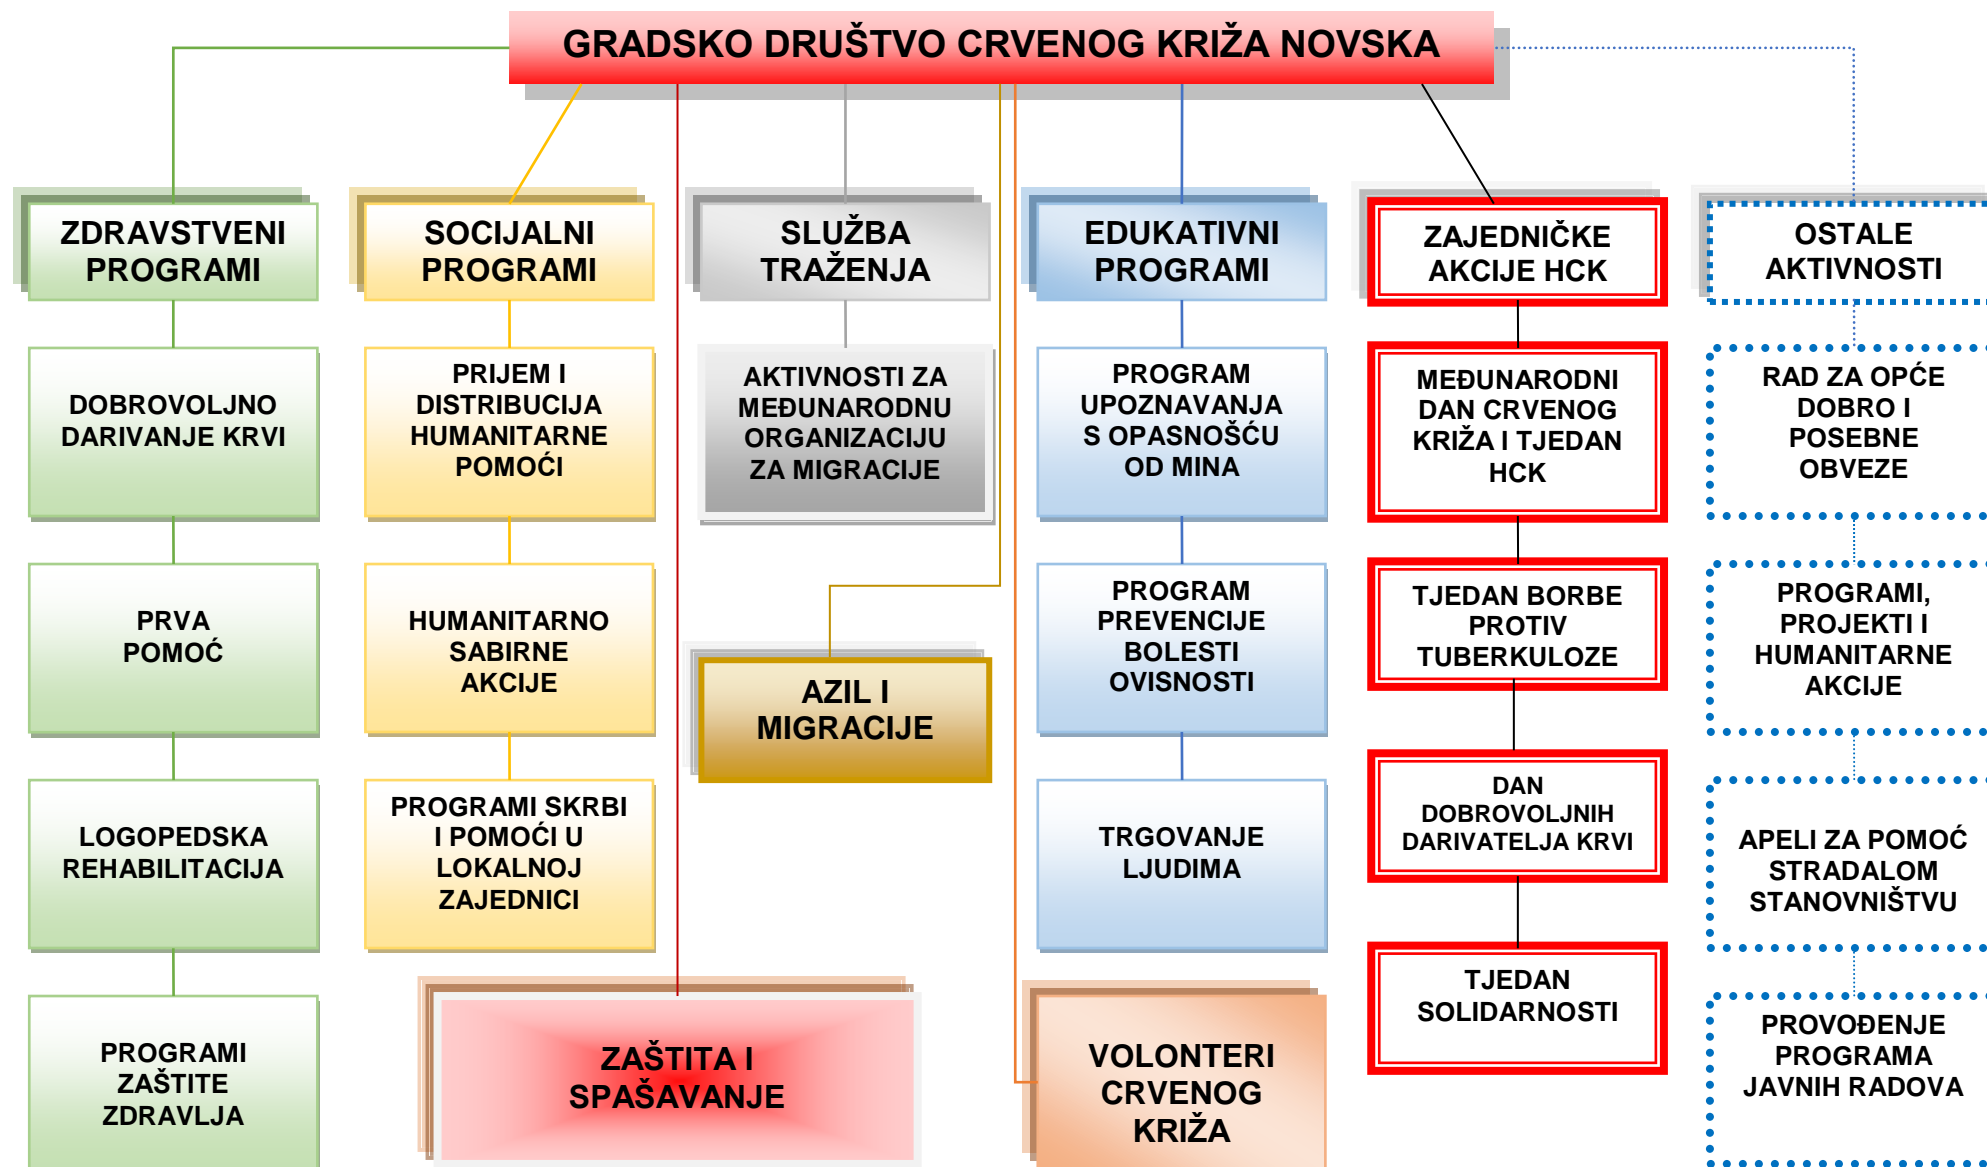 GRADSKO DRUŠTVO CRVENOG KRIŽA NOVSKA
ZDRAVSTVENI
PROGRAMI
DOBROVOLJNO
DARIVANJE KRVI
PRVA
POMOĆ
LOGOPEDSKA
REHABILITACIJA
PROGRAMI
ZAŠTITE
ZDRAVLJA
SOCIJALNI
PROGRAMI
PRIJEM I
DISTRIBUCIJA
HUMANITARNE
POMOĆI
HUMANITARNO
SABIRNE
AKCIJE
PROGRAMI SKRBI
I POMOĆI U
LOKALNOJ
ZAJEDNICI
ZAŠTITA I
SPAŠAVANJE
SLUŽBA
TRAŽENJA
AKTIVNOSTI ZA
MEĐUNARODNU
ORGANIZACIJU
ZA MIGRACIJE
AZIL I
MIGRACIJE
EDUKATIVNI
PROGRAMI
PROGRAM
UPOZNAVANJA
S OPASNOŠĆU
OD MINA
PROGRAM
PREVENCIJE
BOLESTI
OVISNOSTI
TRGOVANJE
LJUDIMA
VOLONTERI
CRVENOG
KRIŽA
ZAJEDNIČKE
AKCIJE HCK
MEĐUNARODNI
DAN CRVENOG
KRIŽA I TJEDAN
HCK
TJEDAN BORBE
PROTIV
TUBERKULOZE
DAN
DOBROVOLJNIH
DARIVATELJA KRVI
TJEDAN
SOLIDARNOSTI
OSTALE
AKTIVNOSTI
RAD ZA OPĆE
DOBRO I
POSEBNE
OBVEZE
PROGRAMI,
PROJEKTI I
HUMANITARNE
AKCIJE
APELI ZA POMOĆ
STRADALOM
STANOVNIŠTVU
PROVOĐENJE
PROGRAMA
JAVNIH RADOVA